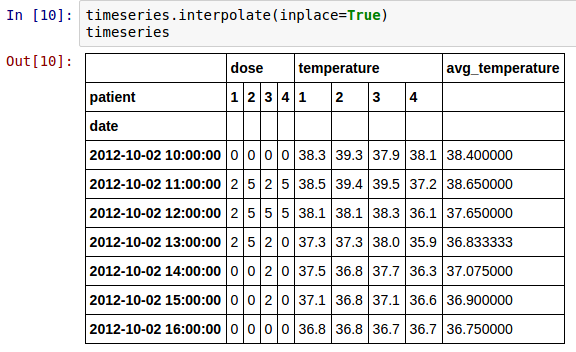 In [10]: timeseries.interpolate(inplace=True)
timeseries
Out[10]:
dose temperature avg_temperature
patient 1 2 3 4 1 2 3 4
date
2012-10-02 10:00:00 0 0 0 0 38.3 39.3 37.9 38.1 38.400000
2012-10-02 11:00:00 2 5 2 5 38.5 39.4 39.5 37.2 38.650000
2012-10-02 12:00:00 2 5 5 5 38.1 38.1 38.3 36.1 37.650000
2012-10-02 13:00:00 2 5 2 0 37.3 37.3 38.0 35.9 36.833333
2012-10-02 14:00:00 0 0 2 0 37.5 36.8 37.7 36.3 37.075000
2012-10-02 15:00:00 0 0 2 0 37.1 36.8 37.1 36.6 36.900000
2012-10-02 16:00:00 0 0 0 0 36.8 36.8 36.7 36.7 36.750000